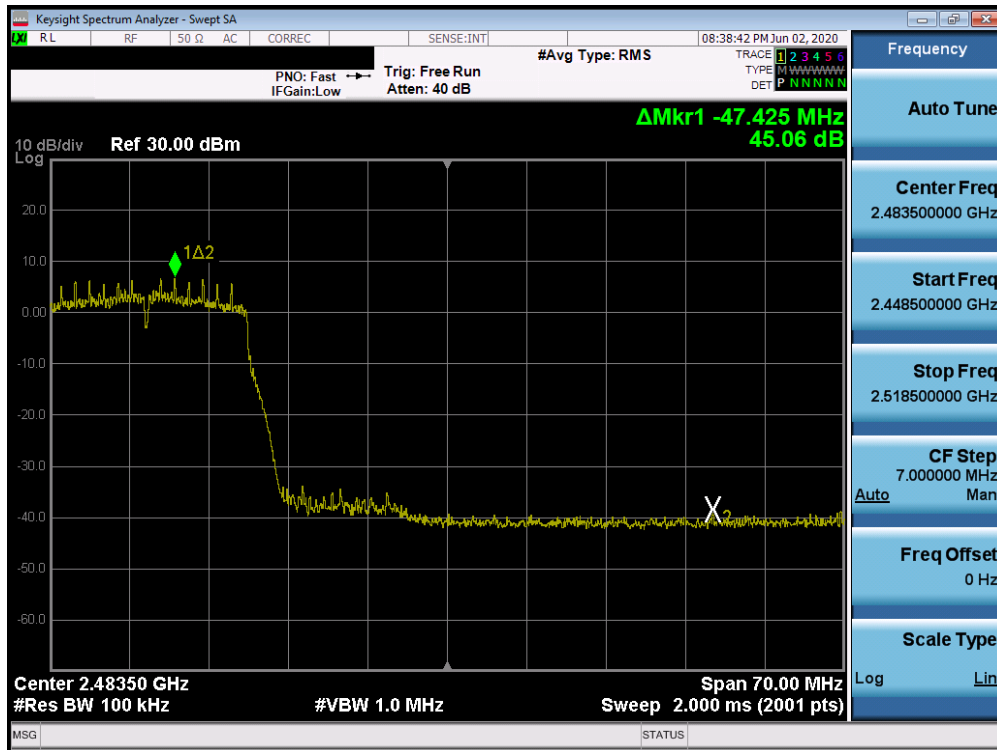 Keysight Spectrum Analyzer - Swept SA
LXI RL RF 50 Ω AC CORREC SENSE:INT 08:38:42 PM Jun 02, 2020
#Avg Type: RMS TRACE 1 2 3 4 5 6
PNO: Fast Trig: Free Run TYPE M WWWWW
IFGain:Low Atten: 40 dB DET P N N N N N
ΔMkr1 -47.425 MHz
45.06 dB
10 dB/div Ref 30.00 dBm
Log
20.0
1Δ2
10.0
0.00
-10.0
-20.0
-30.0
-40.0
X2
-50.0
-60.0
Center 2.48350 GHz Span 70.00 MHz
#Res BW 100 kHz #VBW 1.0 MHz Sweep 2.000 ms (2001 pts)
MSG STATUS
Frequency
Auto Tune
Center Freq
2.483500000 GHz
Start Freq
2.448500000 GHz
Stop Freq
2.518500000 GHz
CF Step
7.000000 MHz
Auto Man
Freq Offset
0 Hz
Scale Type
Log Lin